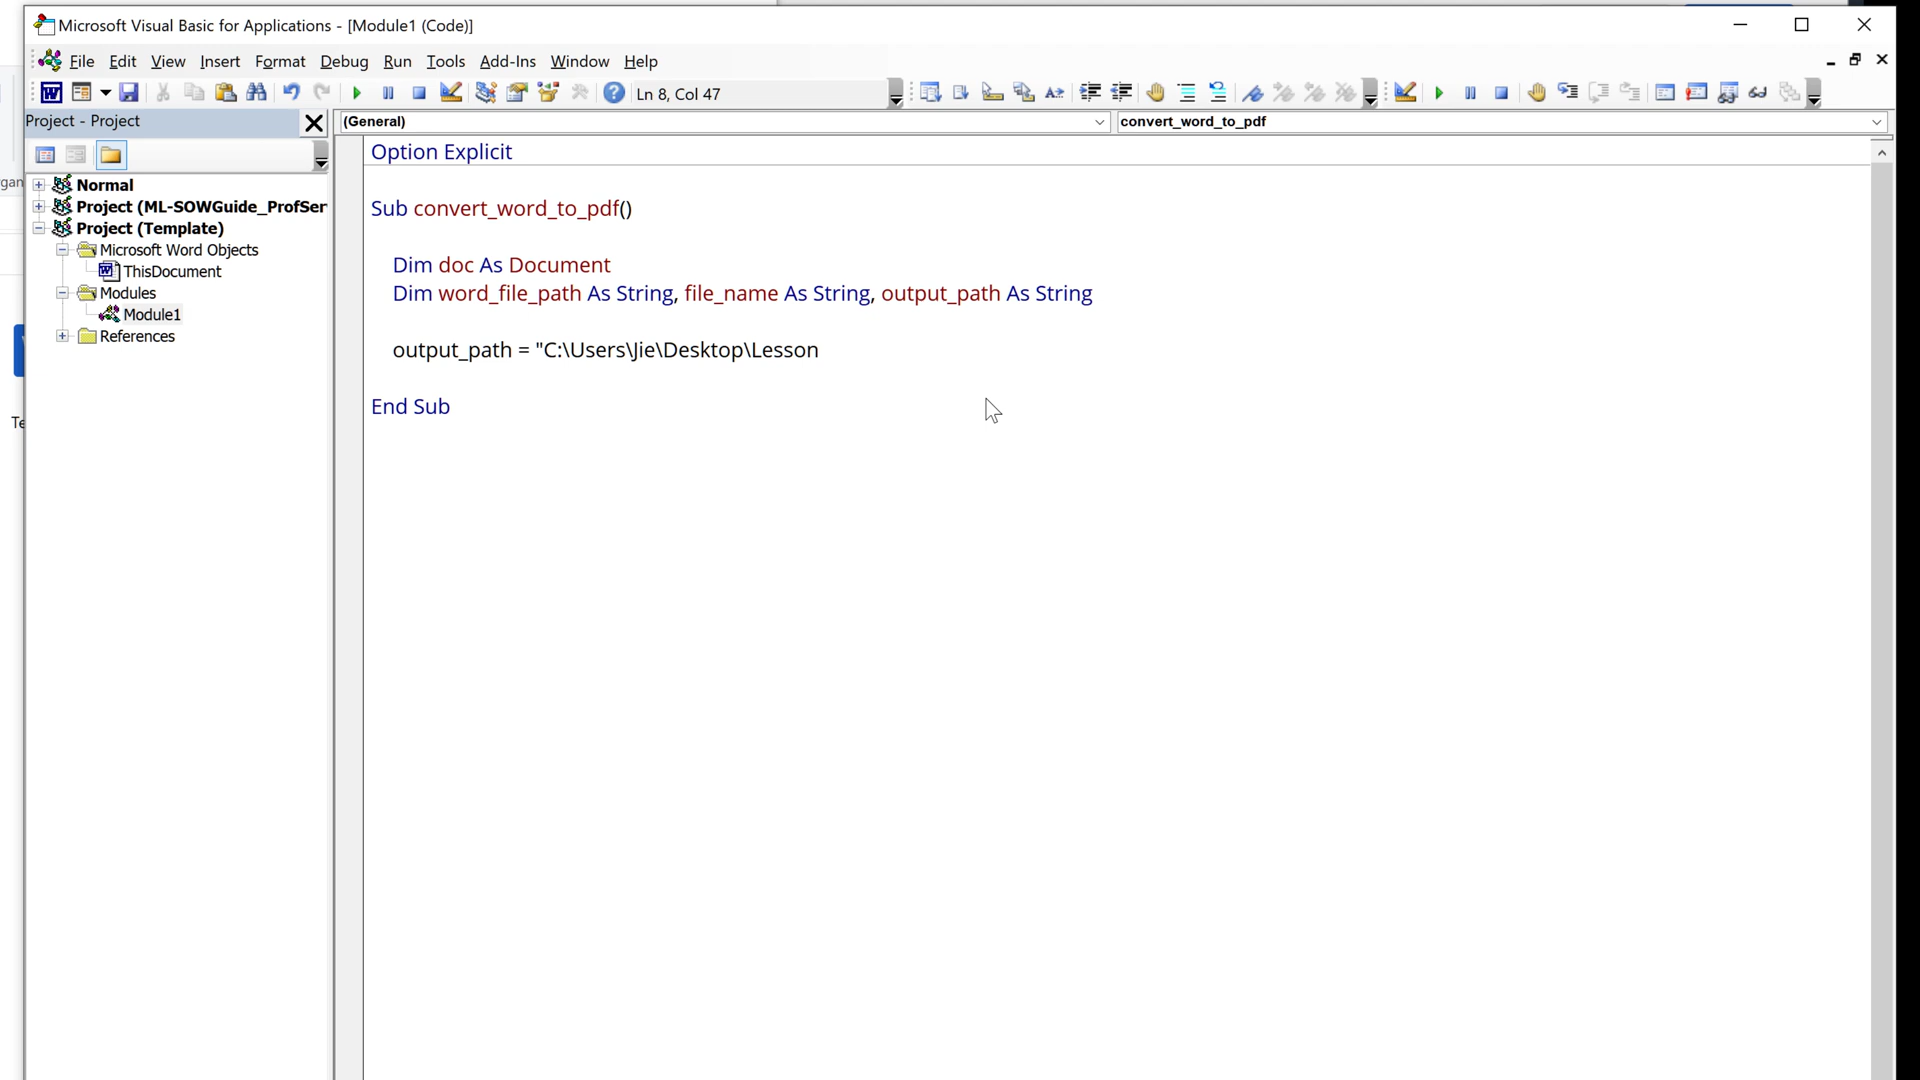 Microsoft Visual Basic for Applications - [Module1 (Code)]
File Edit View Insert Format Debug Run Tools Add-Ins Window Help
Ln 8, Col 47
Project - Project
(General)
convert_word_to_pdf
Normal
Project (ML-SOWGuide_ProfSer
Project (Template)
Microsoft Word Objects
ThisDocument
Modules
Module1
References
Option Explicit
Sub convert_word_to_pdf()
Dim doc As Document
Dim word_file_path As String, file_name As String, output_path As String
output_path = "C:\Users\Jie\Desktop\Lesson
End Sub